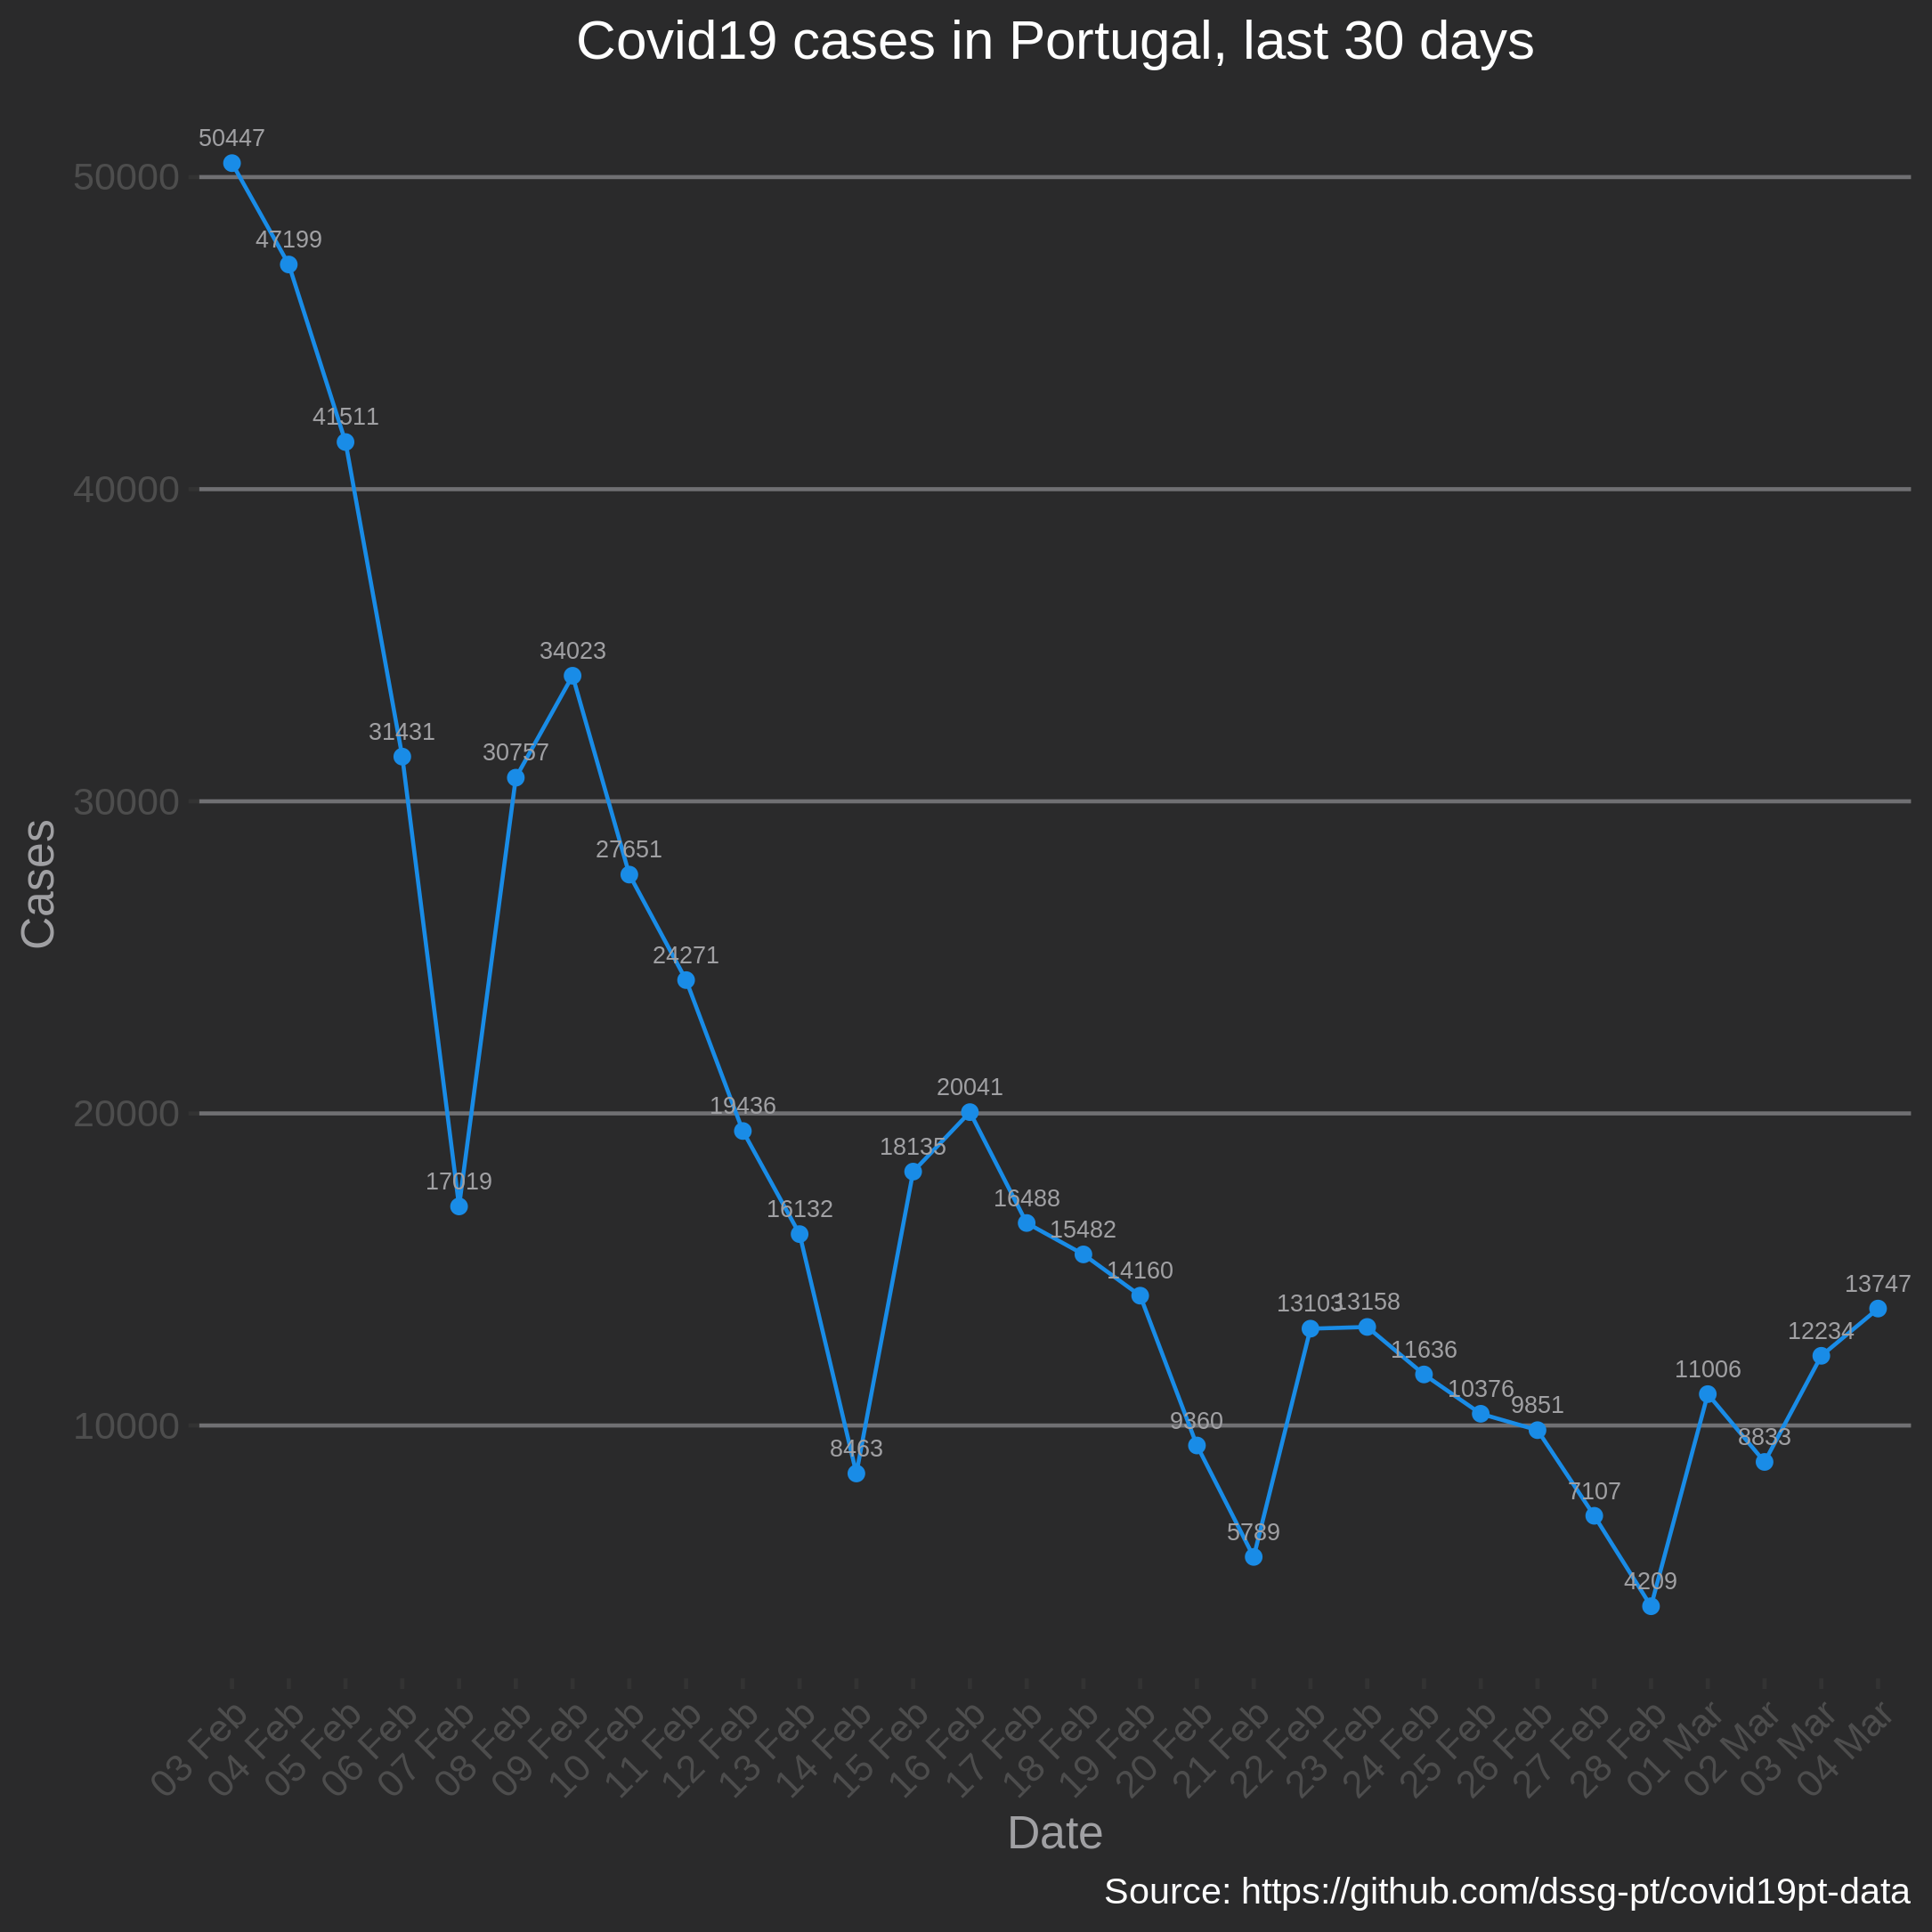 Covid19 cases in Portugal, last 30 days
50447
50000
47199
41511
40000
34023
31431
30757
30000
27651
24271
20041
20000
19436
18135
17019
16132
16488
15482
14160
13103
13158
13747
12234
11636
11006
10376
9851
10000
9360
8463
8833
7107
5789
4209
Cases
03 Feb
04 Feb
05 Feb
06 Feb
07 Feb
08 Feb
09 Feb
10 Feb
11 Feb
12 Feb
13 Feb
14 Feb
15 Feb
16 Feb
17 Feb
18 Feb
19 Feb
20 Feb
21 Feb
22 Feb
23 Feb
24 Feb
25 Feb
26 Feb
27 Feb
28 Feb
01 Mar
02 Mar
03 Mar
04 Mar
Date
Source: https://github.com/dssg-pt/covid19pt-data